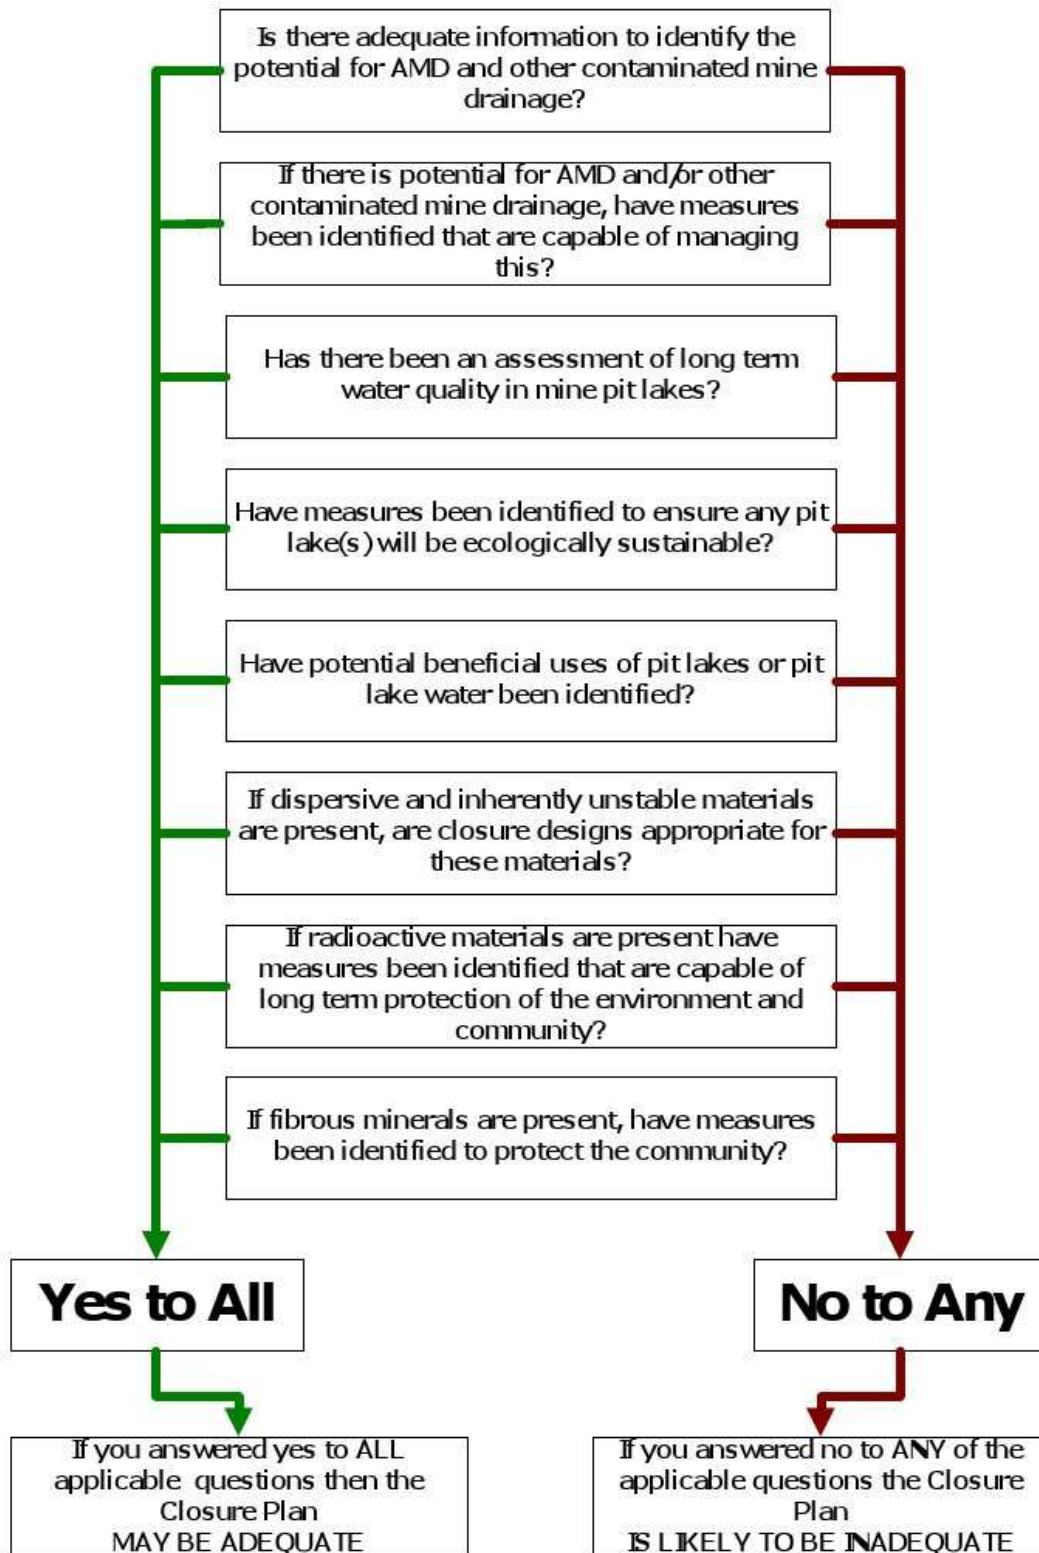 Is there adequate information to identify the
potential for AMD and other contaminated mine
drainage?
If there is potential for AMD and/or other
contaminated mine drainage, have measures
been identified that are capable of managing
this?
Has there been an assessment of long term
water quality in mine pit lakes?
Have measures been identified to ensure any pit
lake(s) will be ecologically sustainable?
Have potential beneficial uses of pit lakes or pit
lake water been identified?
If dispersive and inherently unstable materials
are present, are closure designs appropriate for
these materials?
If radioactive materials are present have
measures been identified that are capable of
long term protection of the environment and
community?
If fibrous minerals are present, have measures
been identified to protect the community?
Yes to All
No to Any
If you answered yes to ALL
applicable questions then the
Closure Plan
MAY BE ADEQUATE
If you answered no to ANY of the
applicable questions the Closure
Plan
IS LIKELY TO BE INADEQUATE